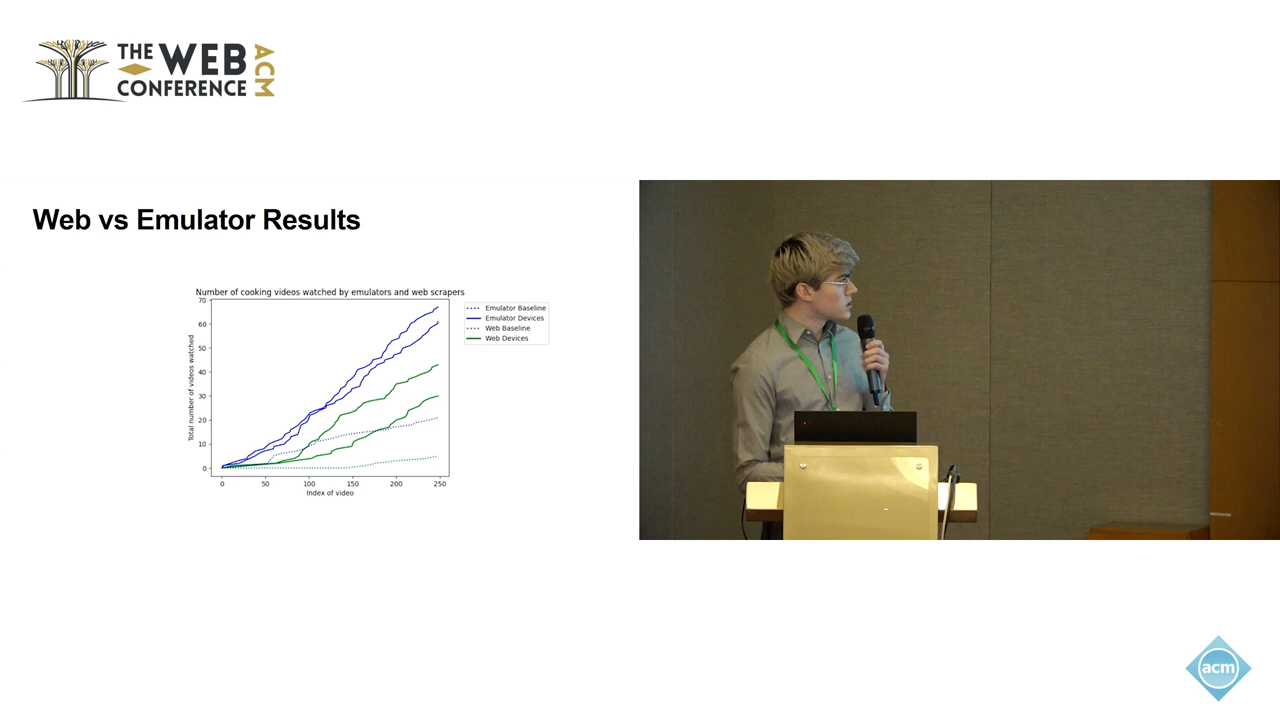 THE WEB
CONFERENCE
ACM
Web vs Emulator Results
Number of cooking videos watched by emulators and web scrapers
Total number of videos watched
70
60
50
40
30
20
10
0
0 50 100 150 200 250
Index of video
Emulator Baseline
Emulator Devices
Web Baseline
Web Devices
acm